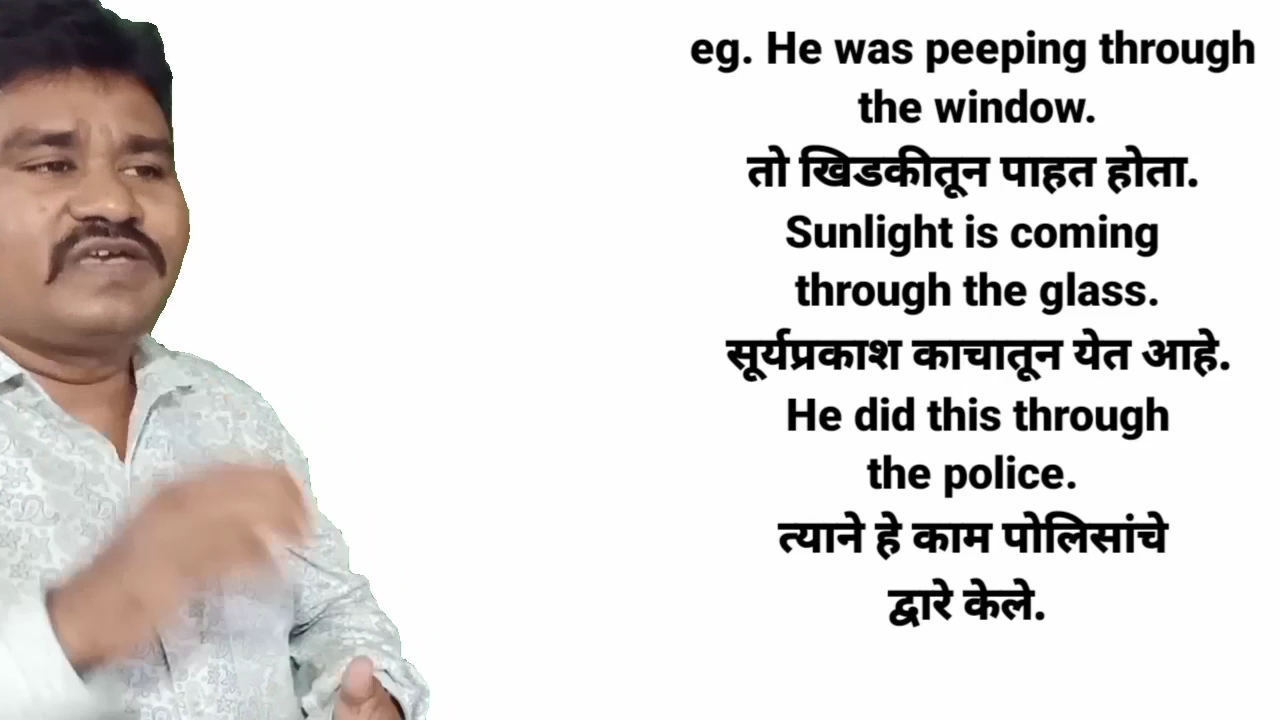 eg. He was peeping through
the window.
तो खिडकीतून पाहत होता.
Sunlight is coming
through the glass.
सूर्यप्रकाश काचातून येत आहे.
He did this through
the police.
त्याने हे काम पोलिसांचे
द्वारे केले.